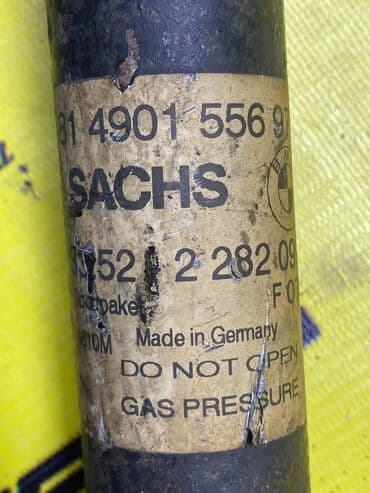 81 4901 556 97
SACHS
52 2 282 09
F 0
Made in Germany
DO NOT OPEN
GAS PRESSURE